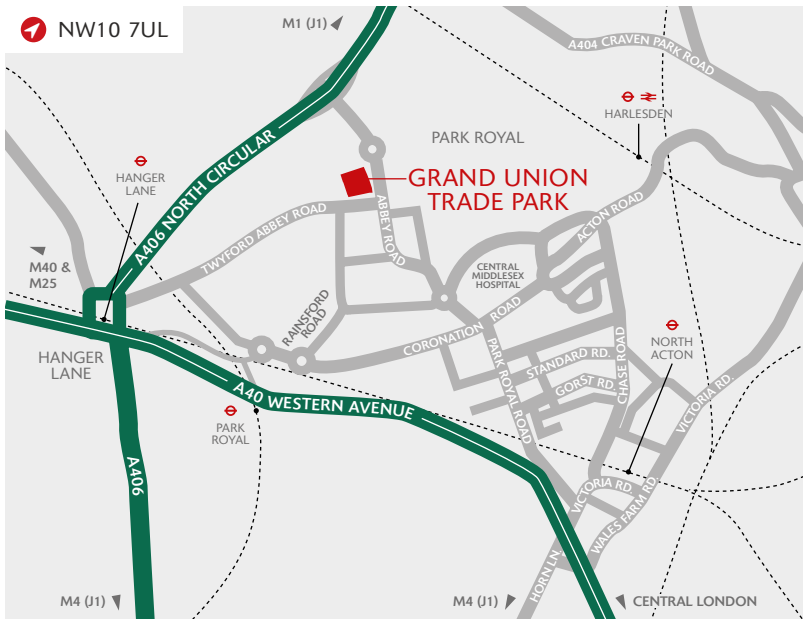 NW10 7UL
M1 (J1)
A404 CRAVEN PARK ROAD
HARLESDEN
PARK ROYAL
HANGER
LANE
A406 NORTH CIRCULAR
GRAND UNION
TRADE PARK
ABBEY ROAD
ACTON ROAD
TWYFORD ABBEY ROAD
M40 &
M25
CENTRAL
MIDDLESEX
HOSPITAL
RAINSFORD
ROAD
CORONATION ROAD
NORTH
ACTON
HANGER
LANE
STANDARD RD.
GORST RD.
CHASE ROAD
PARK ROYAL ROAD
VICTORIA RD.
A40 WESTERN AVENUE
PARK
ROYAL
A406
VICTORIA RD.
WALES FARM RD.
HORN LN.
M4 (J1)
M4 (J1)
CENTRAL LONDON